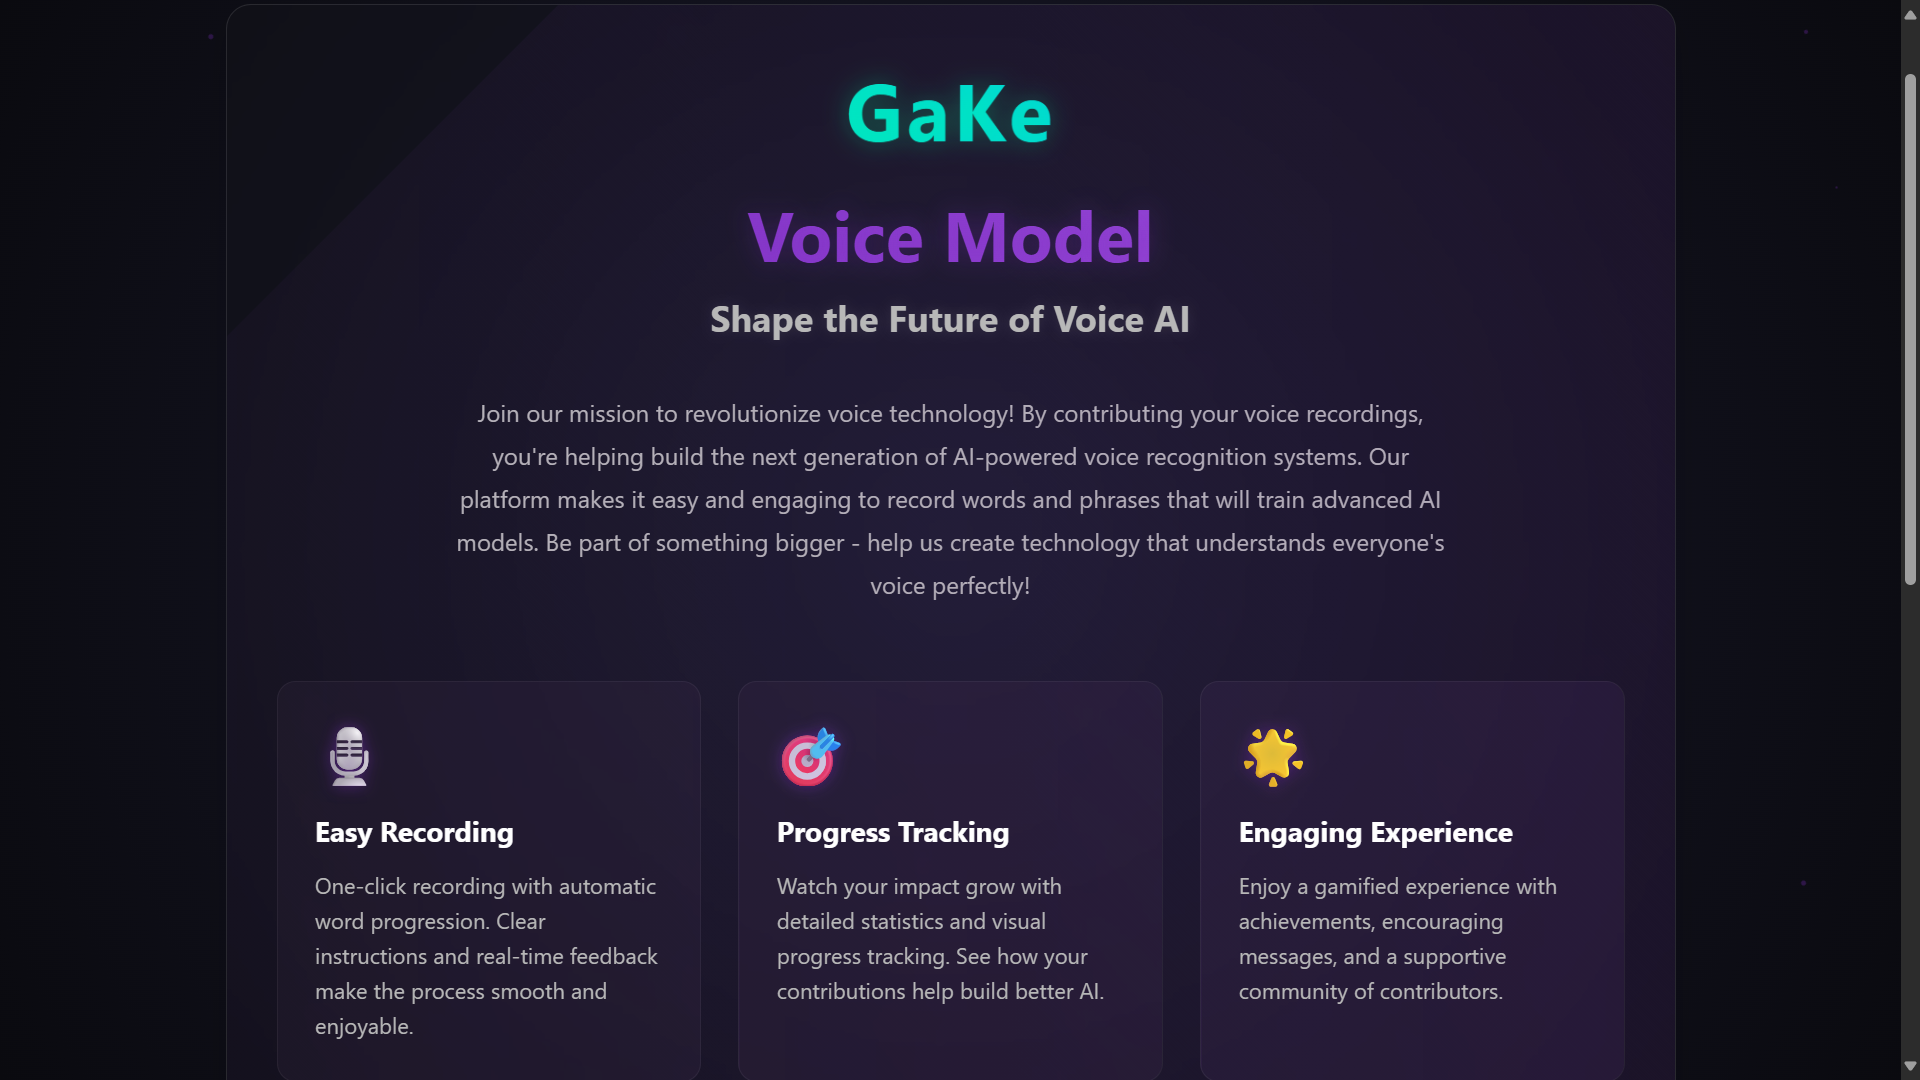 GaKe
Voice Model
Shape the Future of Voice AI
Join our mission to revolutionize voice technology! By contributing your voice recordings,
you're helping build the next generation of AI-powered voice recognition systems. Our
platform makes it easy and engaging to record words and phrases that will train advanced AI
models. Be part of something bigger - help us create technology that understands everyone's
voice perfectly!
Easy Recording
One-click recording with automatic
word progression. Clear
instructions and real-time feedback
make the process smooth and
enjoyable.
Progress Tracking
Watch your impact grow with
detailed statistics and visual
progress tracking. See how your
contributions help build better AI.
Engaging Experience
Enjoy a gamified experience with
achievements, encouraging
messages, and a supportive
community of contributors.